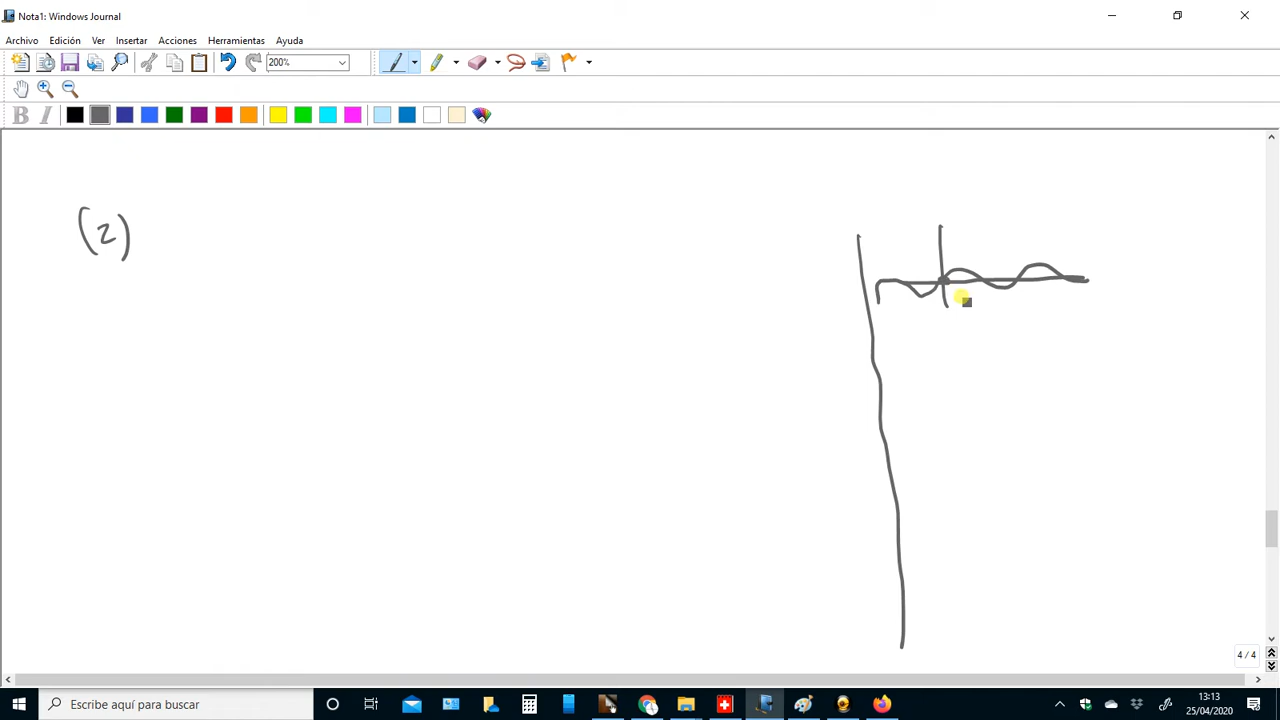 Nota1: Windows Journal
Archivo Edición Ver Insertar Acciones Herramientas Ayuda
200%
B I
(2)
4 / 4
Escribe aquí para buscar
13:13
25/04/2020